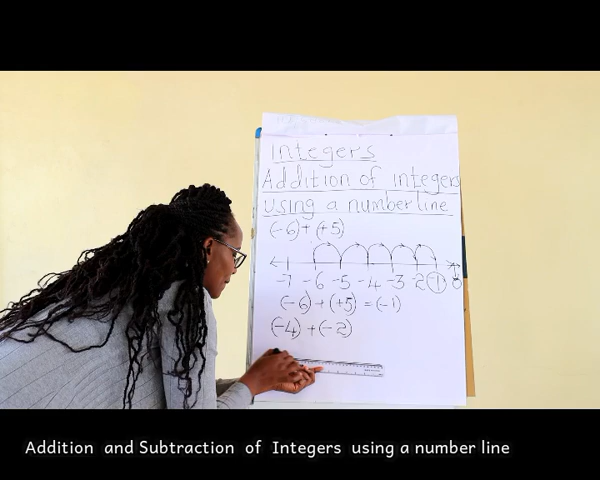 Integers
Addition of integers
using a number line
(-6)+(+5)
-7 -6 -5 -4 -3 -2 -1 0
(-6) + (+5) = (-1)
(-4) + (-2)
Addition and Subtraction of Integers using a number line